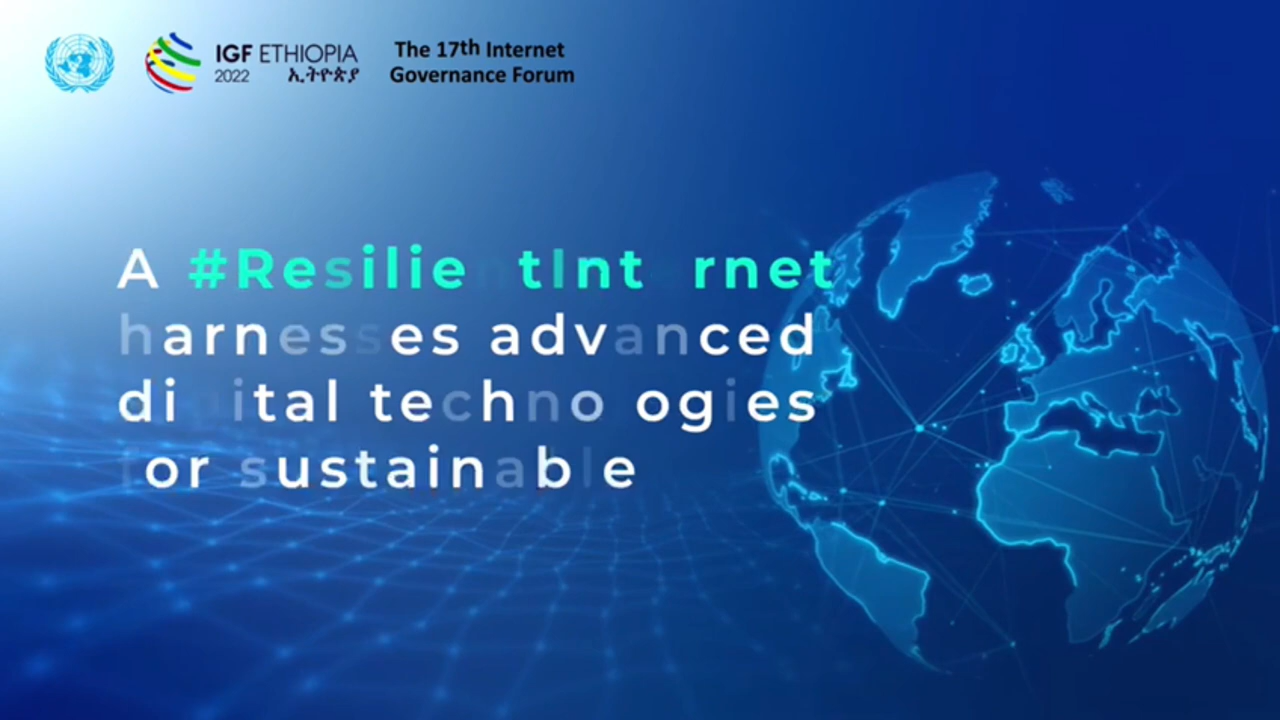 IGF ETHIOPIA
2022 ኢትዮጵያ
The 17th Internet
Governance Forum
A #ResilientInternet
harnesses advanced
digital technologies
for sustainable